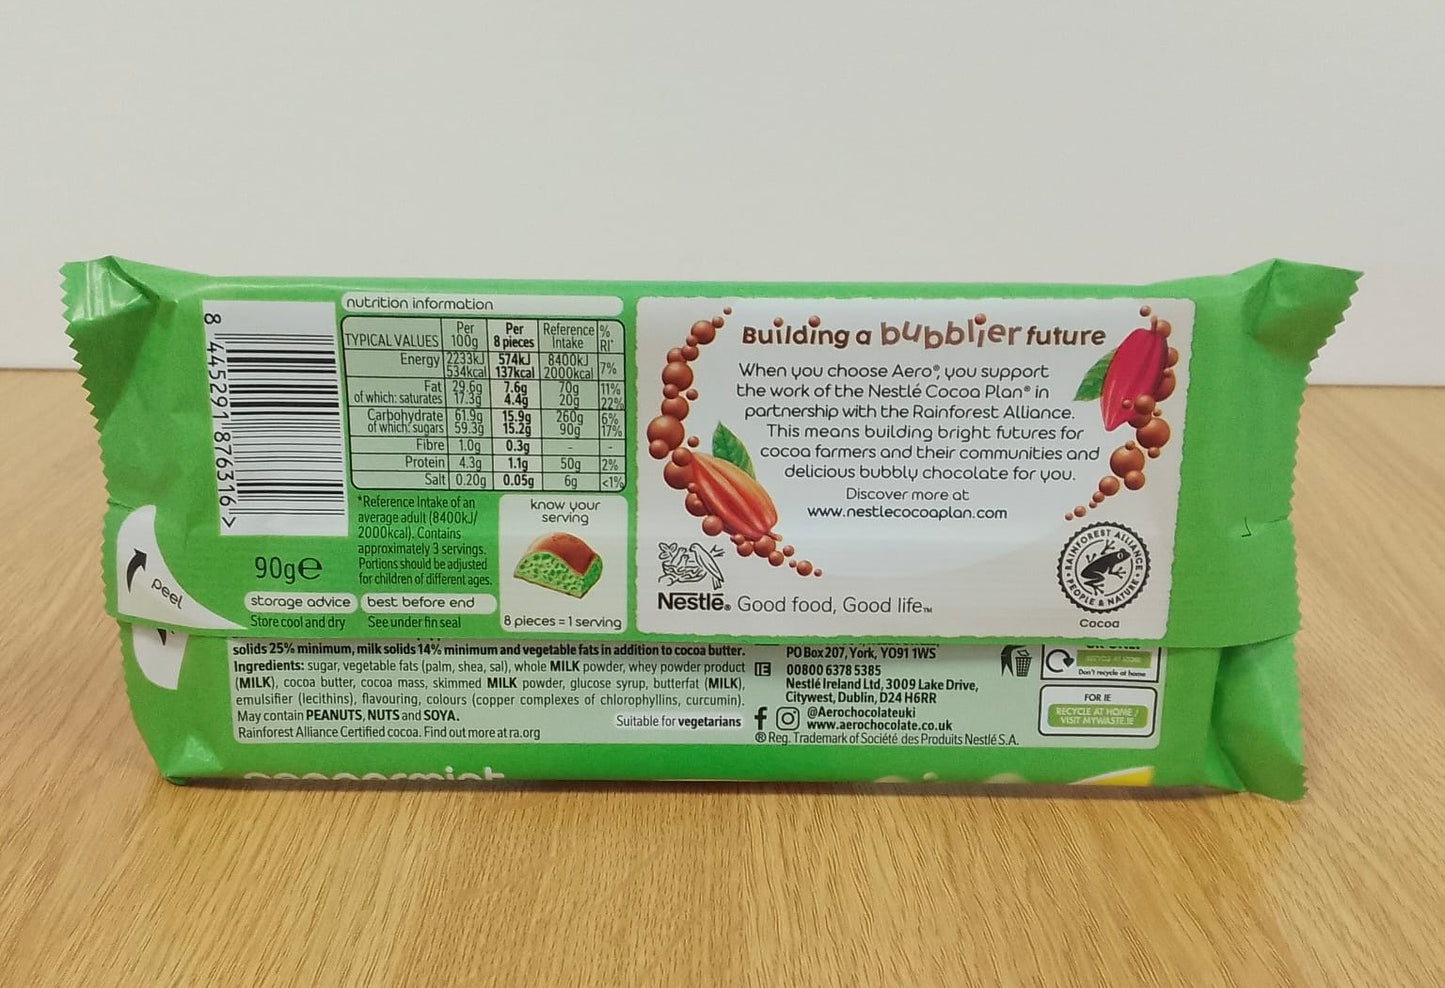 8 445291 876316 >
nutrition information
TYPICAL VALUES Per 100g Per 8 pieces Reference Intake % RI*
Energy 2233kJ 574kJ 8400kJ
534kcal 137kcal 2000kcal 7%
Fat 29.6g 7.6g 70g 11%
of which: saturates 17.3g 4.4g 20g 22%
Carbohydrate 61.9g 15.9g 260g 6%
of which: sugars 59.3g 15.2g 90g 17%
Fibre 1.0g 0.3g - -
Protein 4.3g 1.1g 50g 2%
Salt 0.20g 0.05g 6g <1%
*Reference Intake of an
average adult (8400kJ/
2000kcal). Contains
approximately 3 servings.
Portions should be adjusted
for children of different ages.
know your
serving
8 pieces = 1 serving
90g℮
storage advice
Store cool and dry
best before end
See under fin seal
peel
Building a bubblier future
When you choose Aero®, you support
the work of the Nestlé Cocoa Plan® in
partnership with the Rainforest Alliance.
This means building bright futures for
cocoa farmers and their communities and
delicious bubbly chocolate for you.
Discover more at
www.nestlecocoaplan.com
Nestlé® Good food, Good life™
RAINFOREST ALLIANCE
PEOPLE & NATURE
Cocoa
solids 25% minimum, milk solids 14% minimum and vegetable fats in addition to cocoa butter.
Ingredients: sugar, vegetable fats (palm, shea, sal), whole MILK powder, whey powder product
(MILK), cocoa butter, cocoa mass, skimmed MILK powder, glucose syrup, butterfat (MILK),
emulsifier (lecithins), flavouring, colours (copper complexes of chlorophyllins, curcumin).
May contain PEANUTS, NUTS and SOYA.
Suitable for vegetarians
Rainforest Alliance Certified cocoa. Find out more at ra.org
PO Box 207, York, YO91 1WS
IE 00800 6378 5385
Nestlé Ireland Ltd, 3009 Lake Drive,
Citywest, Dublin, D24 H6RR
@Aerochocolateuki
www.aerochocolate.co.uk
® Reg. Trademark of Société des Produits Nestlé S.A.
Don't recycle at home
FOR IE
RECYCLE AT HOME /
VISIT MYWASTE.IE
peppermint